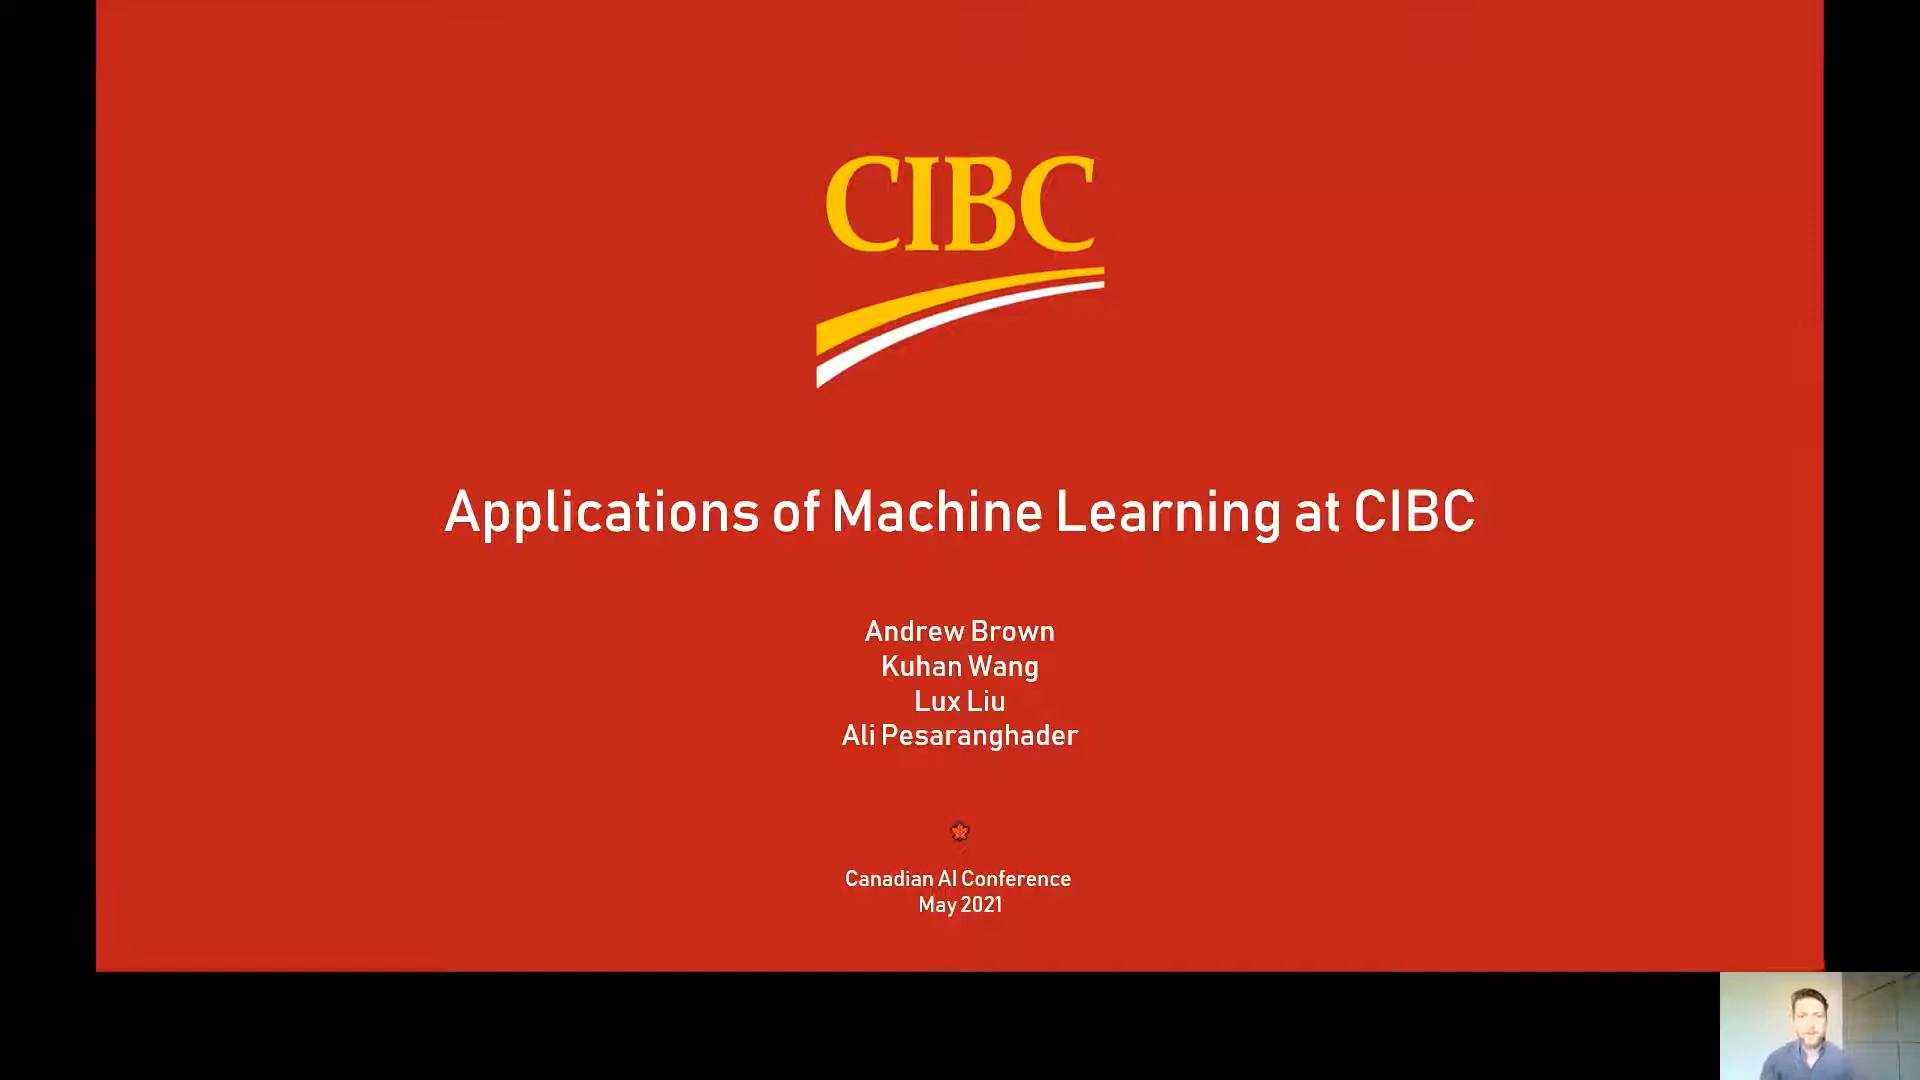 CIBC
Applications of Machine Learning at CIBC
Andrew Brown
Kuhan Wang
Lux Liu
Ali Pesaranghader
Canadian AI Conference
May 2021